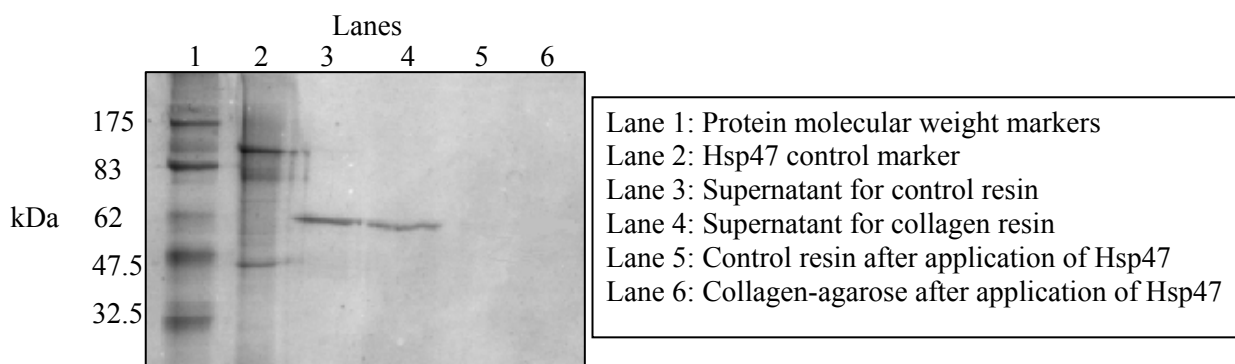 Lanes
1 2 3 4 5 6
175
83
kDa 62
47.5
32.5
Lane 1: Protein molecular weight markers
Lane 2: Hsp47 control marker
Lane 3: Supernatant for control resin
Lane 4: Supernatant for collagen resin
Lane 5: Control resin after application of Hsp47
Lane 6: Collagen-agarose after application of Hsp47